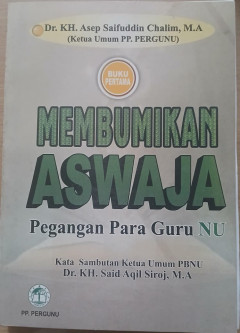 Dr. KH. Asep Saifuddin Chalim, M.A
(Ketua Umum PP. PERGUNU)
BUKU
PERTAMA
MEMBUMIKAN
ASWAJA
Pegangan Para Guru NU
Kata Sambutan Ketua Umum PBNU
Dr. KH. Said Aqil Siroj, M.A
PP. PERGUNU